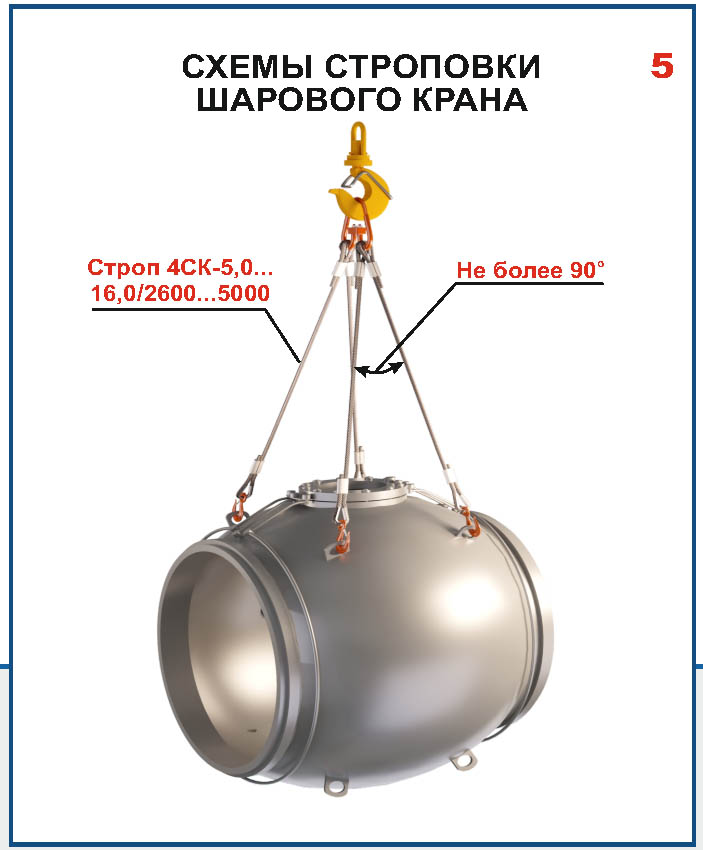 СХЕМЫ СТРОПОВКИ
ШАРОВОГО КРАНА
5
Строп 4СК-5,0...
16,0/2600...5000
Не более 90°